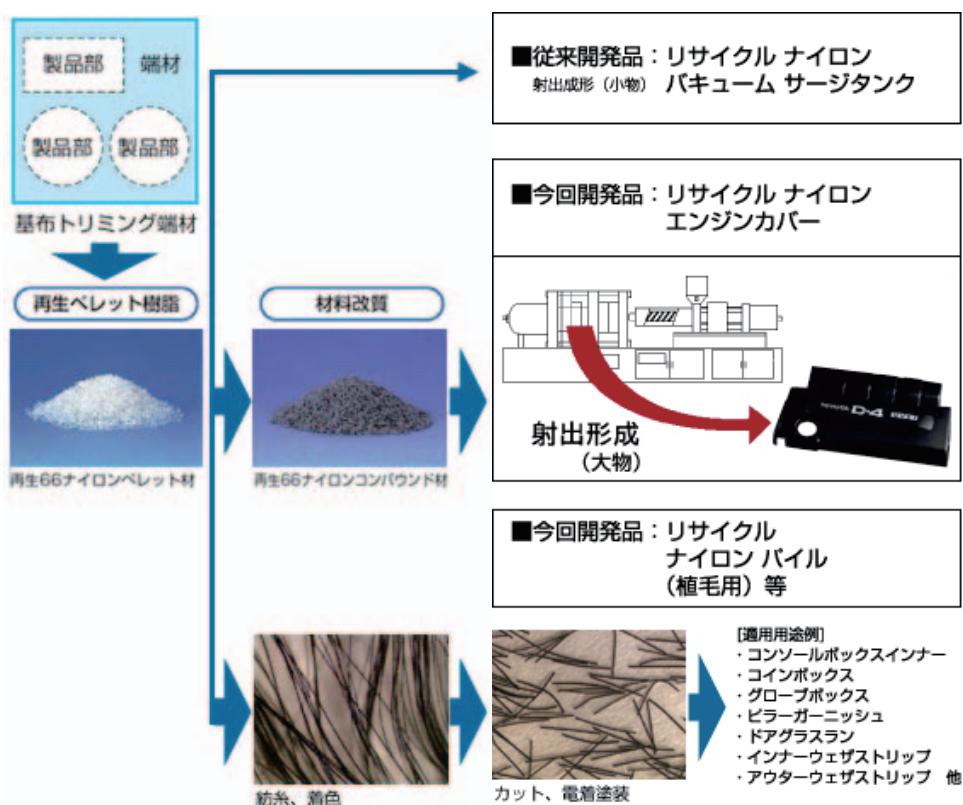 製品部 端材
製品部 製品部
基布トリミング端材
再生ペレット樹脂
再生66ナイロンペレット材
材料改質
再生66ナイロンコンパウンド材
■従来開発品：リサイクル ナイロン
射出成形（小物） バキューム サージタンク
■今回開発品：リサイクル ナイロン
エンジンカバー
射出形成
（大物）
D-4
■今回開発品：リサイクル
ナイロン パイル
（植毛用）等
紡糸、着色
カット、電着塗装
[適用用途例]
・コンソールボックスインナー
・コインボックス
・グローブボックス
・ピラーガーニッシュ
・ドアグラスラン
・インナーウェザストリップ
・アウターウェザストリップ 他